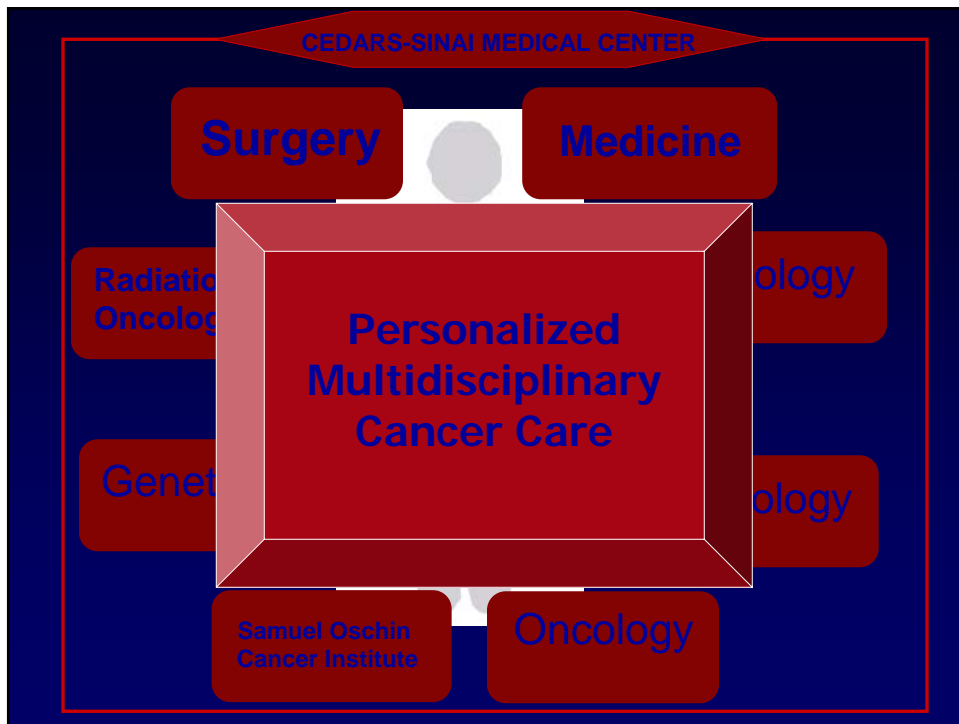 CEDARS-SINAI MEDICAL CENTER
Surgery
Medicine
Radiatio
Oncolog
ology
Personalized
Multidisciplinary
Cancer Care
Genet
ology
Samuel Oschin
Cancer Institute
Oncology